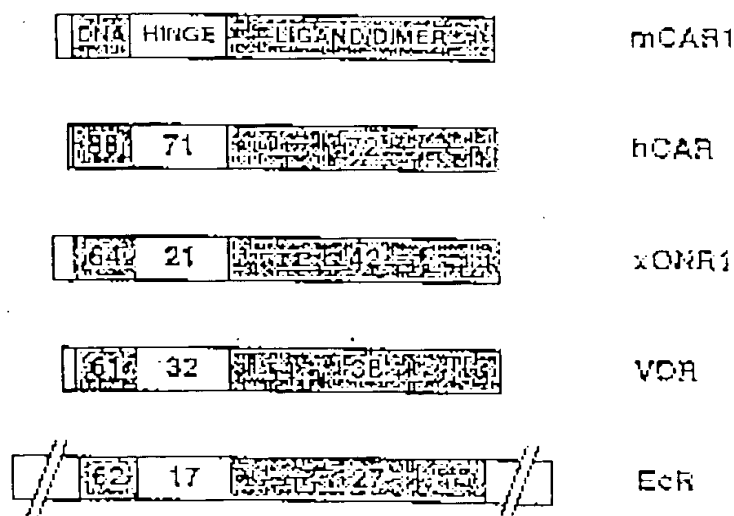 DNA HINGE LIGAND/DIMER mCAR1
88 71 72 hCAR
64 21 42 xONR1
61 32 38 VDR
62 17 27 EcR